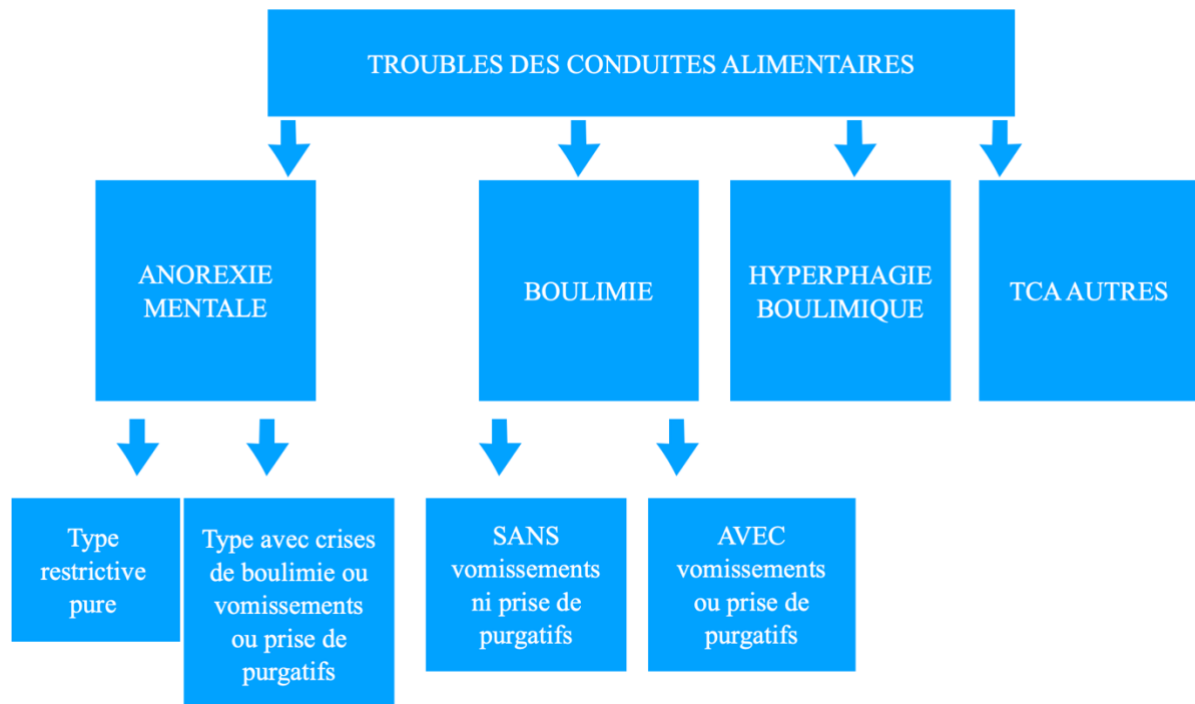 TROUBLES DES CONDUITES ALIMENTAIRES
ANOREXIE
MENTALE
BOULIMIE
HYPERPHAGIE
BOULIMIQUE
TCA AUTRES
Type
restrictive
pure
Type avec crises
de boulimie ou
vomissements
ou prise de
purgatifs
SANS
vomissements
ni prise de
purgatifs
AVEC
vomissements
ou prise de
purgatifs